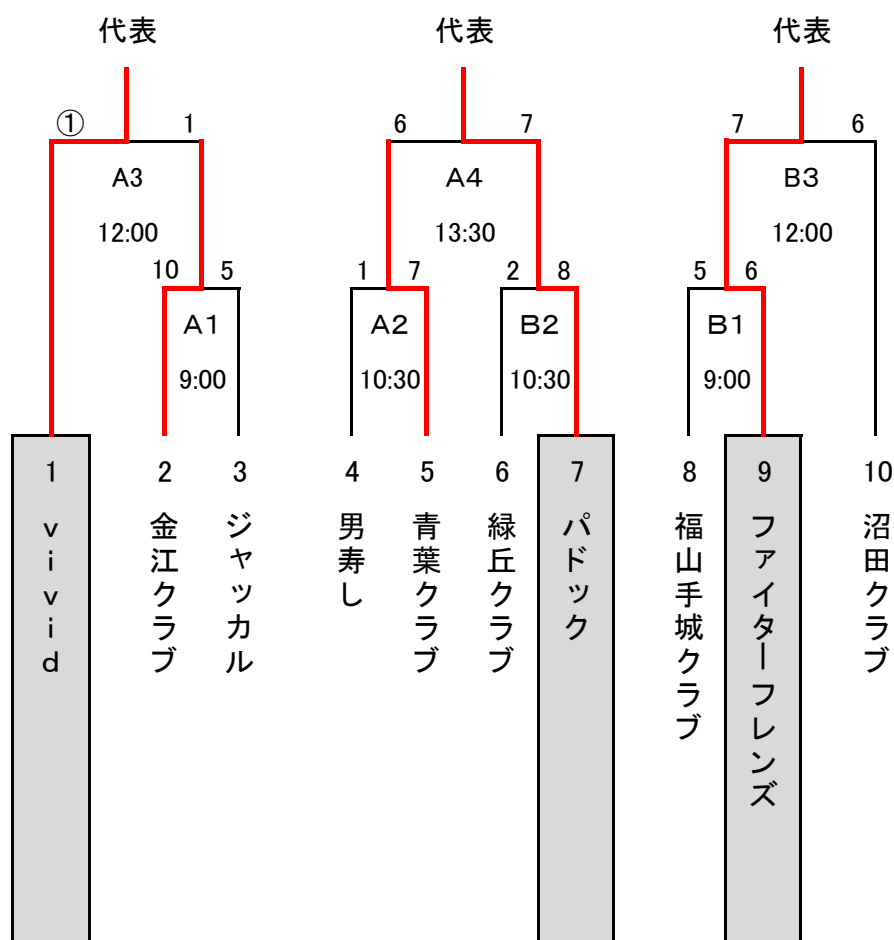 代表 代表 代表
① 1 6 7 7 6
A3 A4 B3
12:00 13:30 12:00
10 5 1 7 2 8 5 6
A1 A2 B2 B1
9:00 10:30 10:30 9:00
1 2 3 4 5 6 7 8 9 10
vivid
金江クラブ
ジャッカル
男寿し
青葉クラブ
緑丘クラブ
パドック
福山手城クラブ
ファイターフレンズ
沼田クラブ